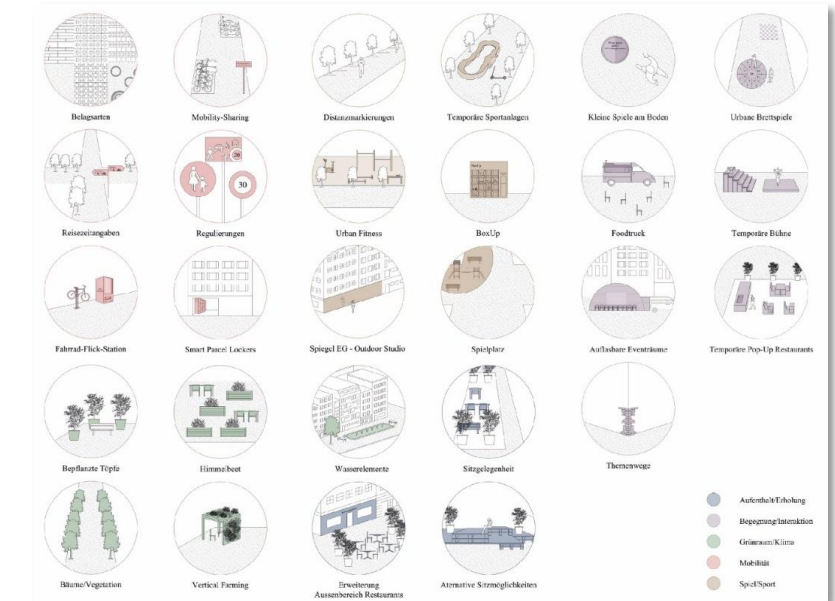 Belagsarten
Mobility-Sharing
Distanzmarkierungen
Temporäre Sportanlagen
Kleine Spiele am Boden
Urbane Brettspiele
Reisezeitangaben
30
Regulierungen
Urban Fitness
BoxUp
Foodtruck
Temporäre Bühne
Fahrrad-Flick-Station
Smart Parcel Lockers
Spiegel EG - Outdoor Studio
Spielplatz
Aufblasbare Eventräume
Temporäre Pop-Up Restaurants
Bepflanzte Töpfe
Himmelbeet
Wasserelemente
Sitzgelegenheit
Themenwege
Bäume/Vegetation
Vertical Farming
Erweiterung
Aussenbereich Restaurants
Aternative Sitzmöglichkeiten
Aufenthalt/Erholung
Begegnung/Interaktion
Grünraum/Klima
Mobilität
Spiel/Sport